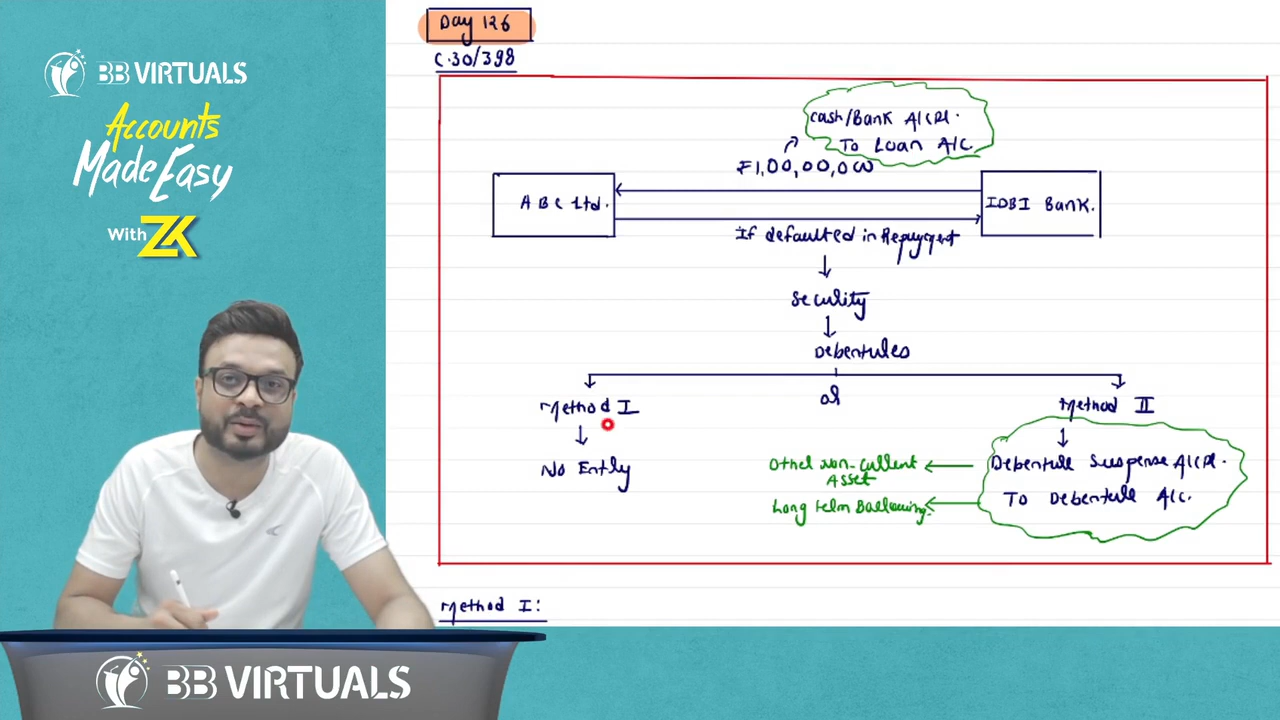 BB VIRTUALS
Accounts
Made Easy
With ZK
Day 126
C.30/398
Cash/Bank A/c Dr.
To Loan A/c
₹1,00,00,000
ABC Ltd.
IDBI Bank.
If defaulted in Repayment
Security
Debentures
Method I
or
Method II
No Entry
Other non-current
Asset
Long term Borrowing.
Debenture Suspense A/c Dr.
To Debenture A/c.
Method I:
BB VIRTUALS